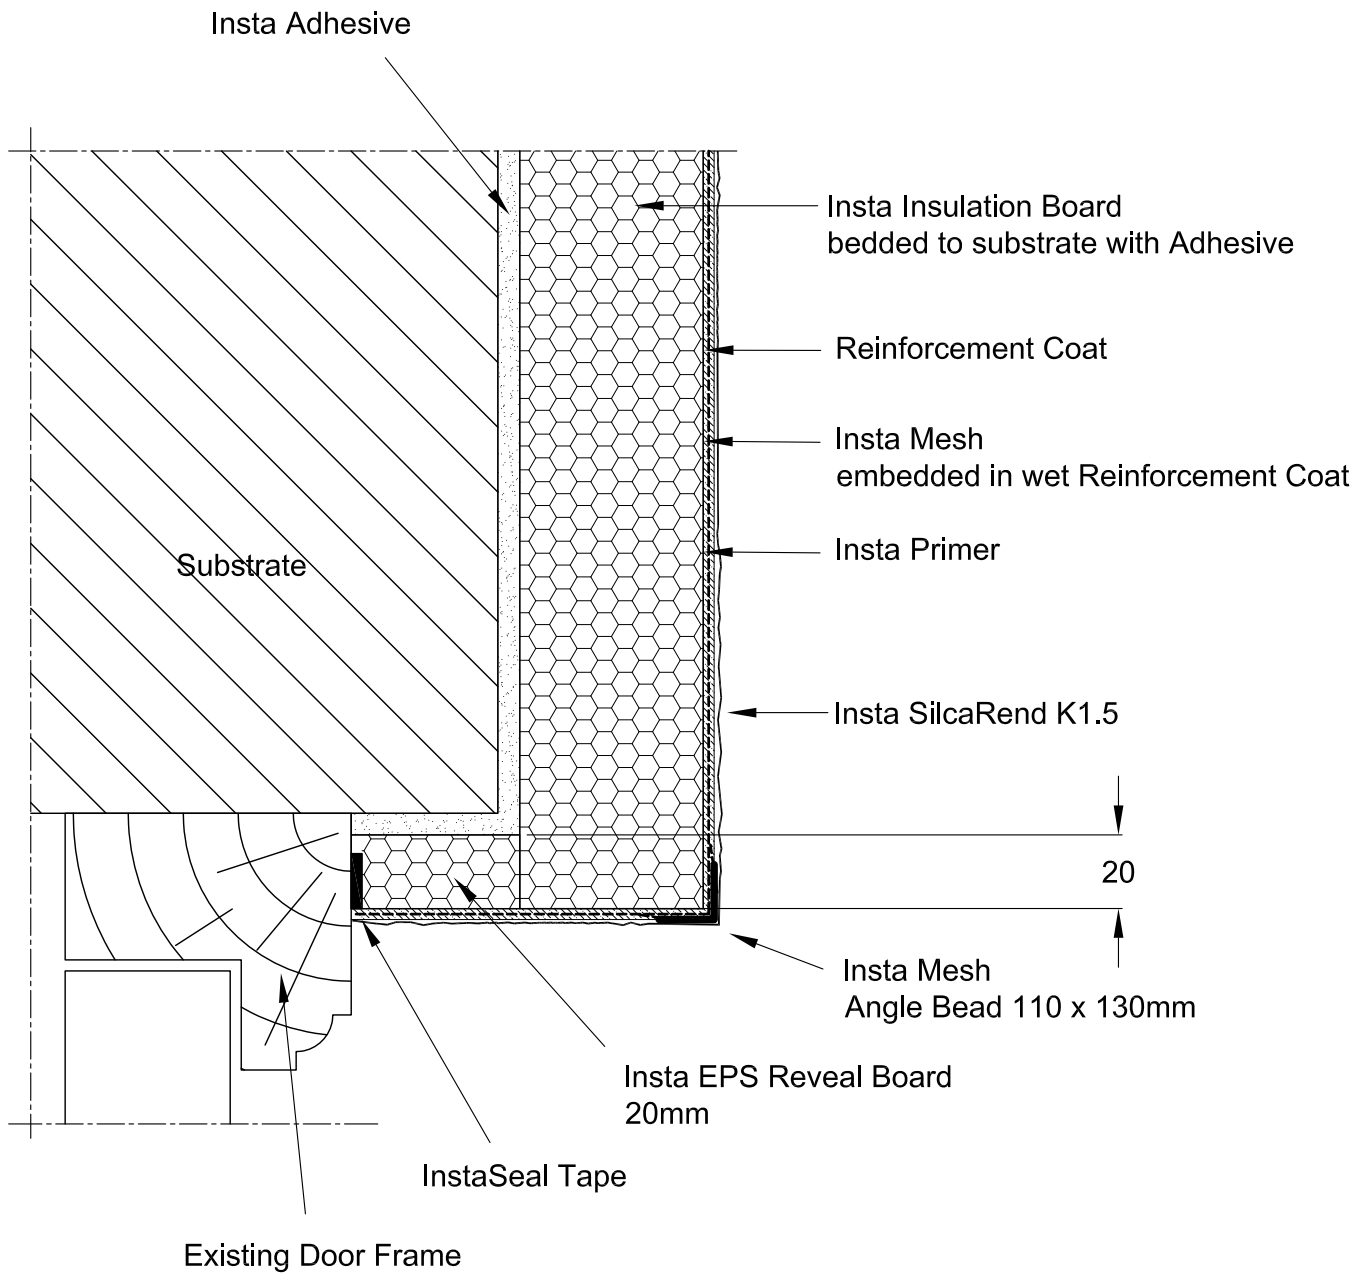 Insta Adhesive
Insta Insulation Board
bedded to substrate with Adhesive
Reinforcement Coat
Insta Mesh
embedded in wet Reinforcement Coat
Insta Primer
Substrate
Insta SilcaRend K1.5
20
Insta Mesh
Angle Bead 110 x 130mm
Insta EPS Reveal Board
20mm
InstaSeal Tape
Existing Door Frame